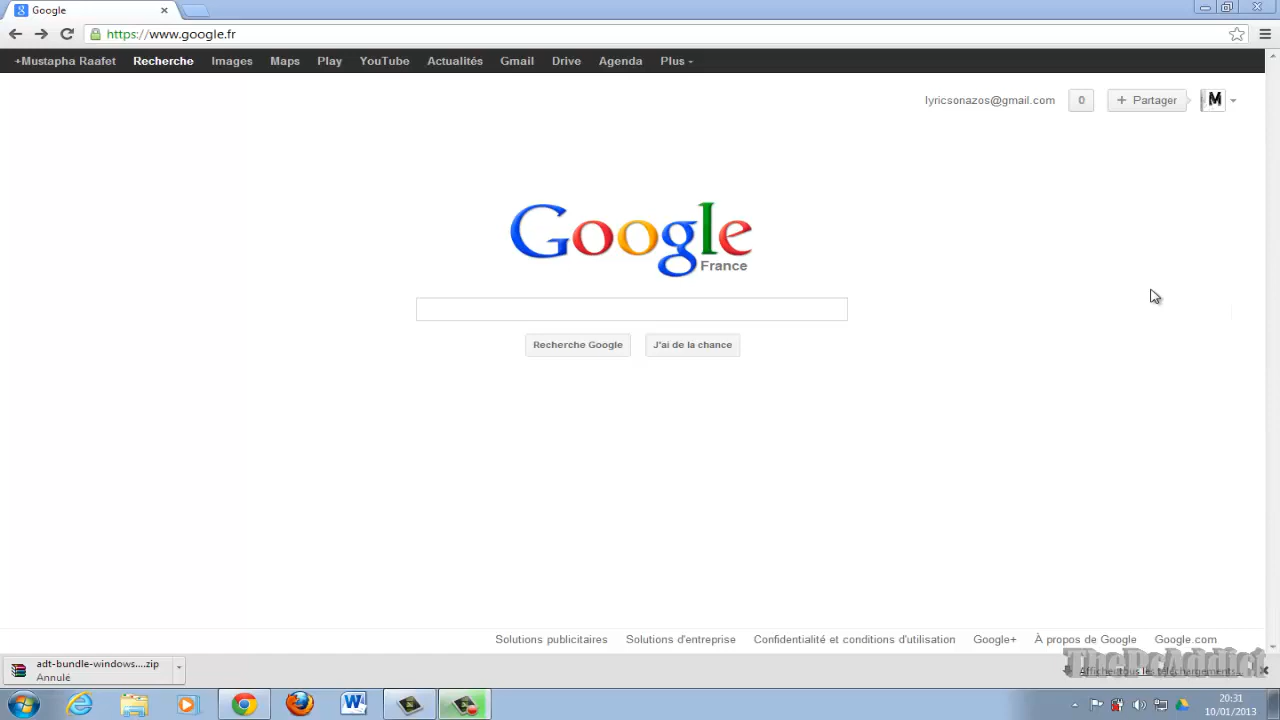 Google
https://www.google.fr
+Mustapha Raafet Recherche Images Maps Play YouTube Actualités Gmail Drive Agenda Plus
lyricsonazos@gmail.com 0 + Partager M
Google
France
Recherche Google J'ai de la chance
Solutions publicitaires Solutions d'entreprise Confidentialité et conditions d'utilisation Google+ À propos de Google Google.com
adt-bundle-windows....zip
Annulé
Afficher tous les téléchargements...
TheDcAddict
20:31
10/01/2013